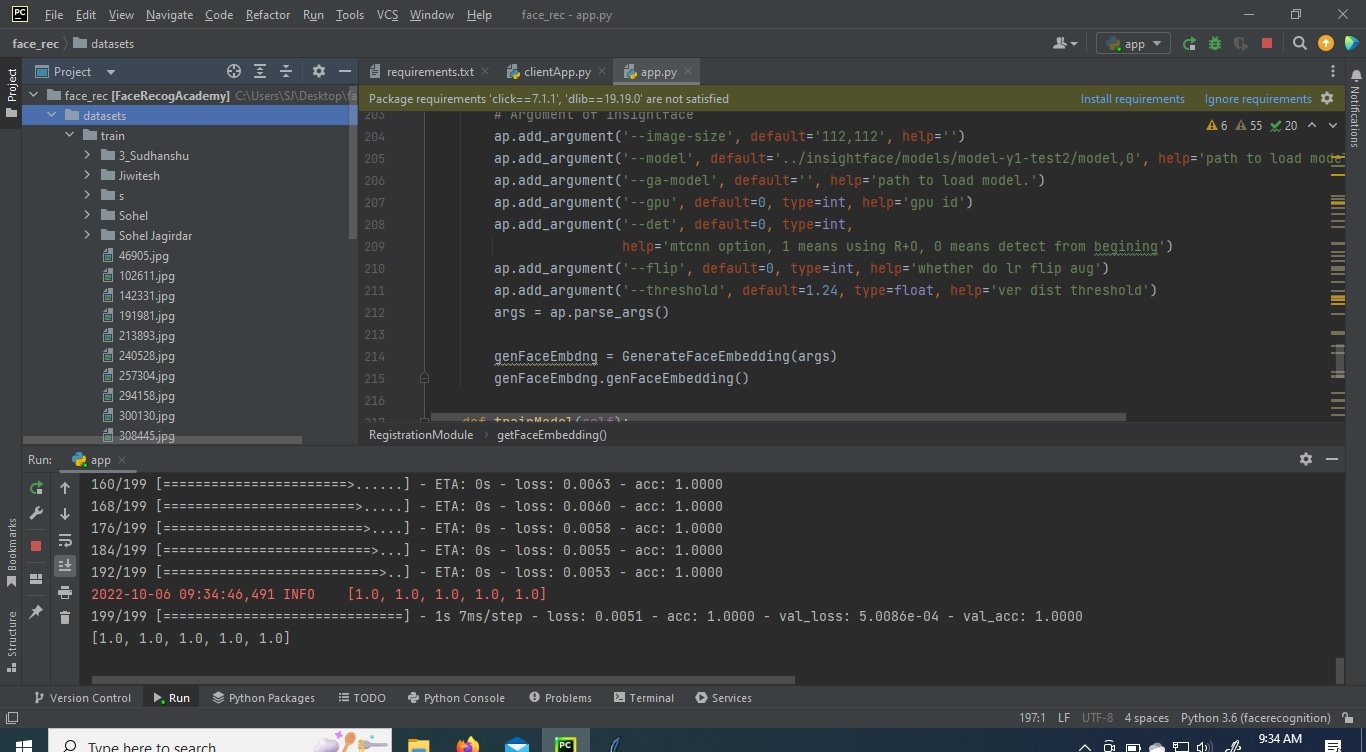 PC File Edit View Navigate Code Refactor Run Tools VCS Window Help face_rec - app.py
face_rec datasets app
Project requirements.txt clientApp.py app.py
face_rec [FaceRecogAcademy] C:\Users\SJ\Desktop\fa
datasets
train
3_Sudhanshu
Jiwitesh
s
Sohel
Sohel Jagirdar
46905.jpg
102611.jpg
142331.jpg
191981.jpg
213893.jpg
240528.jpg
257304.jpg
294158.jpg
300130.jpg
308445.jpg
Package requirements 'click==7.1.1', 'dlib==19.19.0' are not satisfied Install requirements Ignore requirements
6 55 20
203 # Argument of insightface
204 ap.add_argument('--image-size', default='112,112', help='')
205 ap.add_argument('--model', default='../insightface/models/model-y1-test2/model,0', help='path to load mode
206 ap.add_argument('--ga-model', default='', help='path to load model.')
207 ap.add_argument('--gpu', default=0, type=int, help='gpu id')
208 ap.add_argument('--det', default=0, type=int,
209 help='mtcnn option, 1 means using R+O, 0 means detect from begining')
210 ap.add_argument('--flip', default=0, type=int, help='whether do lr flip aug')
211 ap.add_argument('--threshold', default=1.24, type=float, help='ver dist threshold')
212 args = ap.parse_args()
213
214 genFaceEmbdng = GenerateFaceEmbedding(args)
215 genFaceEmbdng.genFaceEmbedding()
216
217 def trainModel(self):
RegistrationModule getFaceEmbedding()
Project
Notifications
Bookmarks
Structure
Run: app
160/199 [========================>......] - ETA: 0s - loss: 0.0063 - acc: 1.0000
168/199 [=========================>.....] - ETA: 0s - loss: 0.0060 - acc: 1.0000
176/199 [==========================>....] - ETA: 0s - loss: 0.0058 - acc: 1.0000
184/199 [==========================>...] - ETA: 0s - loss: 0.0055 - acc: 1.0000
192/199 [===========================>..] - ETA: 0s - loss: 0.0053 - acc: 1.0000
2022-10-06 09:34:46,491 INFO [1.0, 1.0, 1.0, 1.0, 1.0]
199/199 [==============================] - 1s 7ms/step - loss: 0.0051 - acc: 1.0000 - val_loss: 5.0086e-04 - val_acc: 1.0000
[1.0, 1.0, 1.0, 1.0, 1.0]
Version Control Run Python Packages TODO Python Console Problems Terminal Services
197:1 LF UTF-8 4 spaces Python 3.6 (facerecognition)
Type here to search PC 9:34 AM